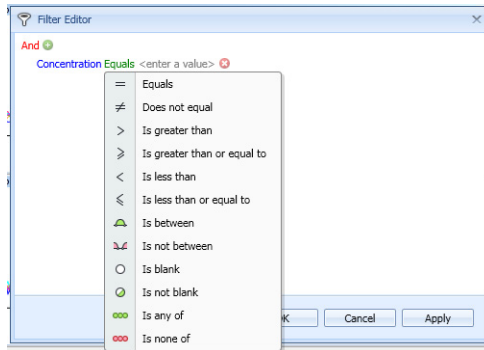 Filter Editor
And
Concentration Equals <enter a value>
= Equals
≠ Does not equal
> Is greater than
≥ Is greater than or equal to
< Is less than
≤ Is less than or equal to
Is between
Is not between
Is blank
Is not blank
Is any of
Is none of
Cancel Apply